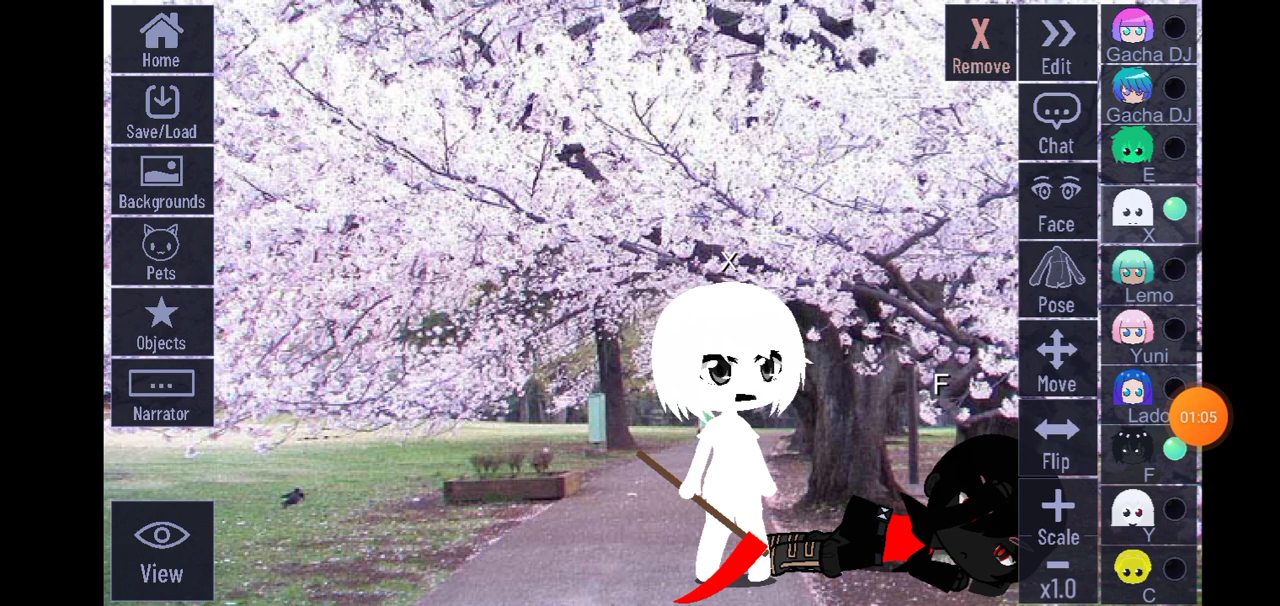 Home
Save/Load
Backgrounds
Pets
Objects
Narrator
View
X
F
X
Remove
Edit
Chat
Face
Pose
Move
Flip
Scale
x1.0
Gacha DJ
Gacha DJ
E
X
Lemo
Yuni
Lado
F
Y
C
01:05